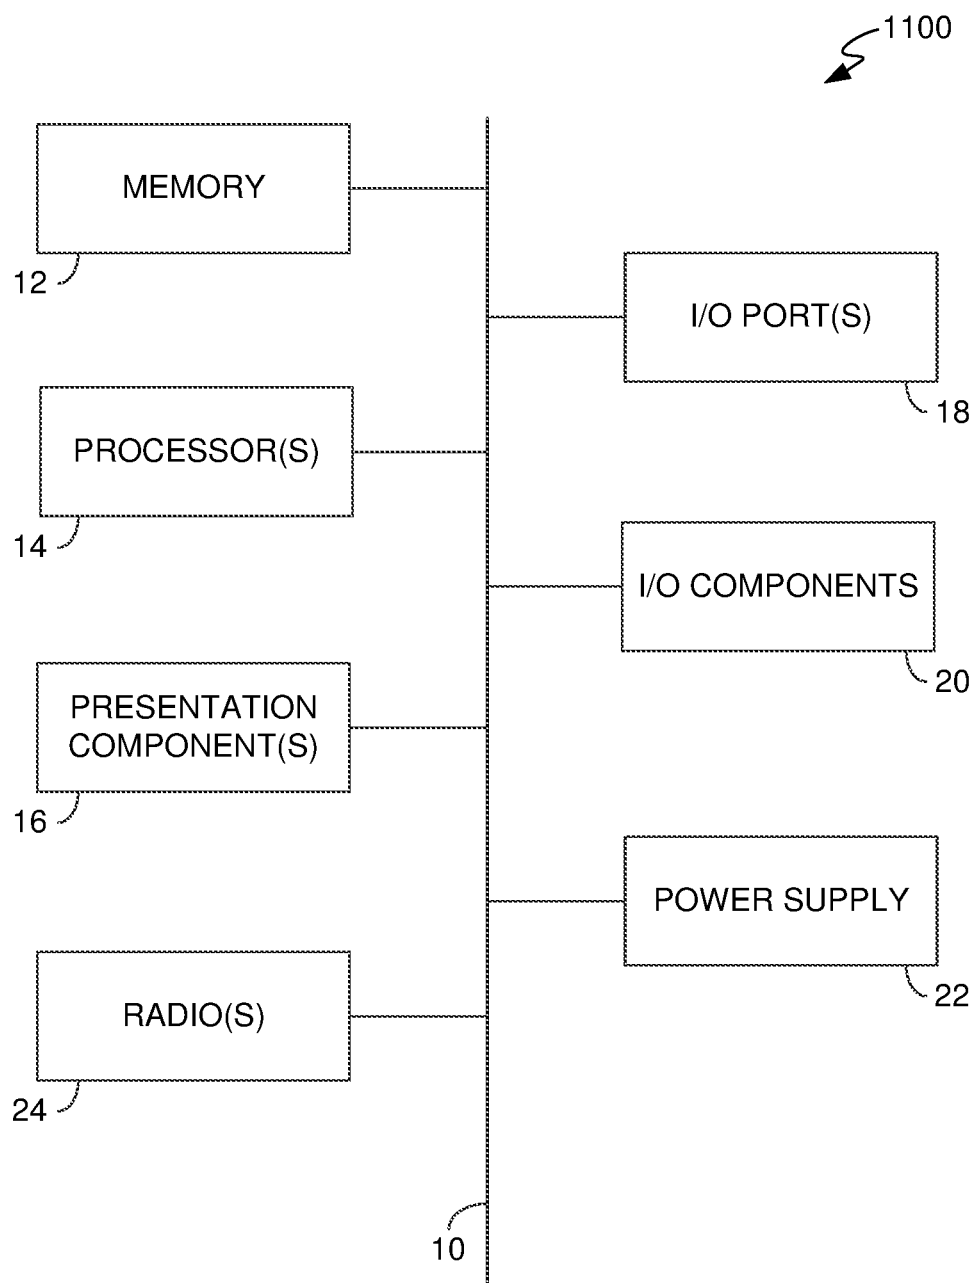 1100
MEMORY
12
I/O PORT(S)
18
PROCESSOR(S)
14
I/O COMPONENTS
20
PRESENTATION
COMPONENT(S)
16
POWER SUPPLY
22
RADIO(S)
24
10